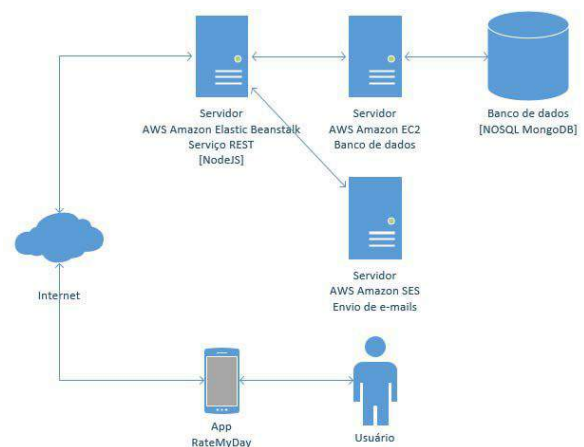 Servidor
AWS Amazon Elastic Beanstalk
Serviço REST
[NodeJS]
Servidor
AWS Amazon EC2
Banco de dados
Banco de dados
[NOSQL MongoDB]
Servidor
AWS Amazon SES
Envio de e-mails
Internet
App
RateMyDay
Usuário